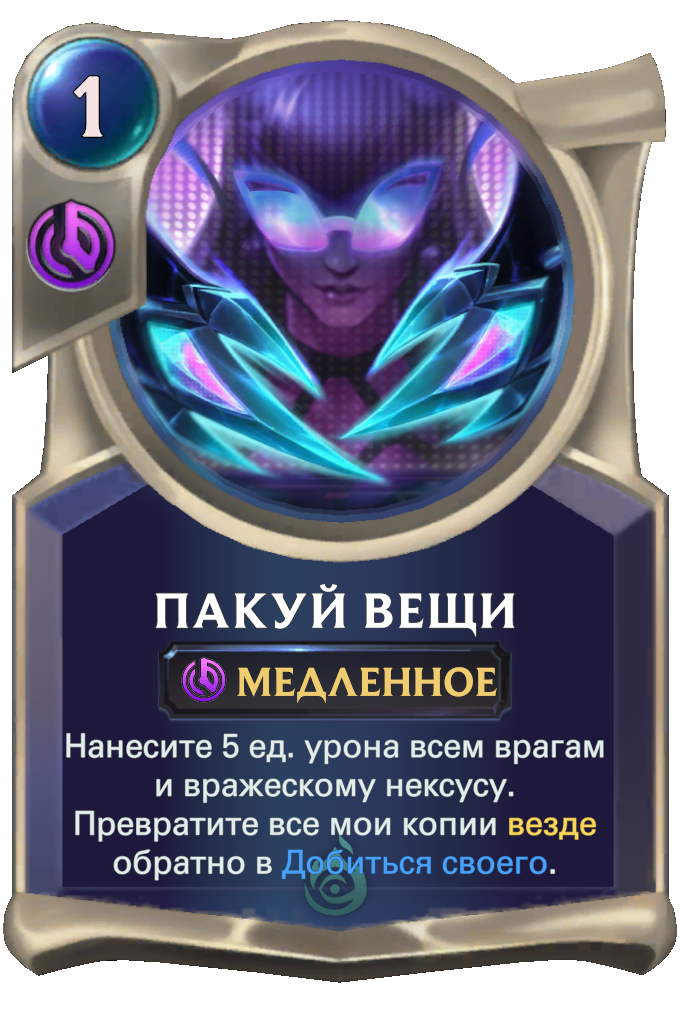 1
ПАКУЙ ВЕЩИ
МЕДЛЕННОЕ
Нанесите 5 ед. урона всем врагам
и вражескому нексусу.
Превратите все мои копии везде
обратно в Добиться своего.